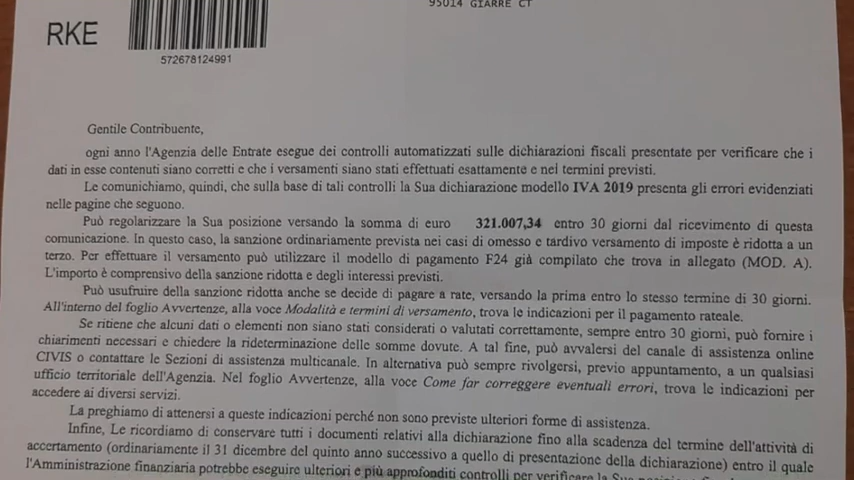 95014 GIARRE CT
RKE
572678124991
Gentile Contribuente,
ogni anno l'Agenzia delle Entrate esegue dei controlli automatizzati sulle dichiarazioni fiscali presentate per verificare che i
dati in esse contenuti siano corretti e che i versamenti siano stati effettuati esattamente e nei termini previsti.
Le comunichiamo, quindi, che sulla base di tali controlli la Sua dichiarazione modello IVA 2019 presenta gli errori evidenziati
nelle pagine che seguono.
Può regolarizzare la Sua posizione versando la somma di euro 321.007,34 entro 30 giorni dal ricevimento di questa
comunicazione. In questo caso, la sanzione ordinariamente prevista nei casi di omesso e tardivo versamento di imposte è ridotta a un
terzo. Per effettuare il versamento può utilizzare il modello di pagamento F24 già compilato che trova in allegato (MOD. A).
L'importo è comprensivo della sanzione ridotta e degli interessi previsti.
Può usufruire della sanzione ridotta anche se decide di pagare a rate, versando la prima entro lo stesso termine di 30 giorni.
All'interno del foglio Avvertenze, alla voce Modalità e termini di versamento, trova le indicazioni per il pagamento rateale.
Se ritiene che alcuni dati o elementi non siano stati considerati o valutati correttamente, sempre entro 30 giorni, può fornire i
chiarimenti necessari e chiedere la rideterminazione delle somme dovute. A tal fine, può avvalersi del canale di assistenza online
CIVIS o contattare le Sezioni di assistenza multicanale. In alternativa può sempre rivolgersi, previo appuntamento, a un qualsiasi
ufficio territoriale dell'Agenzia. Nel foglio Avvertenze, alla voce Come far correggere eventuali errori, trova le indicazioni per
accedere ai diversi servizi.
La preghiamo di attenersi a queste indicazioni perché non sono previste ulteriori forme di assistenza.
Infine, Le ricordiamo di conservare tutti i documenti relativi alla dichiarazione fino alla scadenza del termine dell'attività di
accertamento (ordinariamente il 31 dicembre del quinto anno successivo a quello di presentazione della dichiarazione) entro il quale
l'Amministrazione finanziaria potrebbe eseguire ulteriori e più approfonditi controlli per verificare la Sua